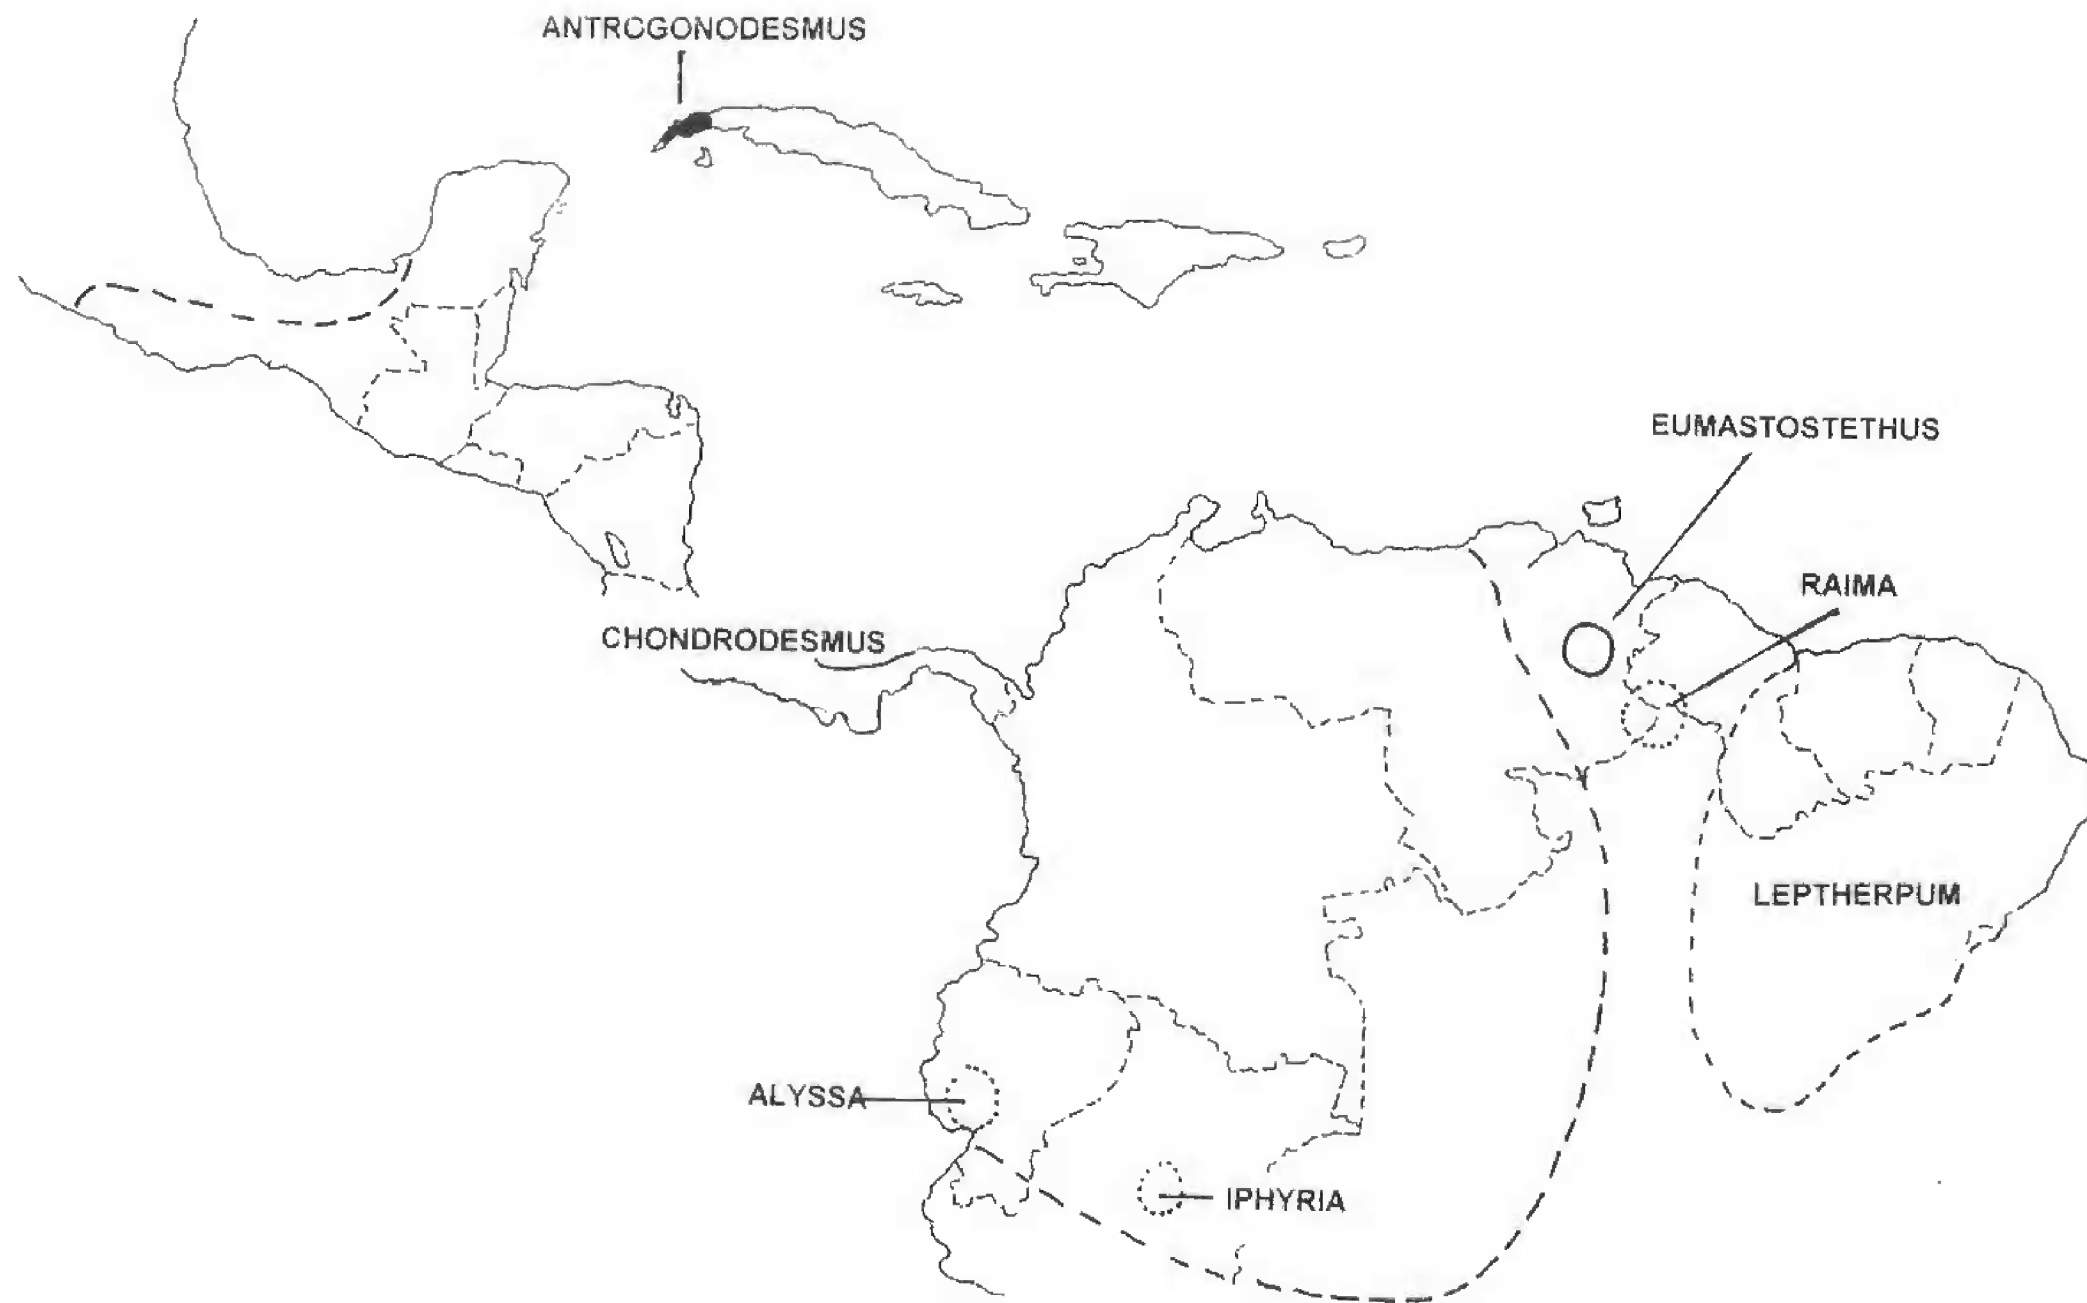 ANTROGONODESMUS
EUMASTOSTETHUS
RAIMA
CHONDRODESMUS
LEPTHERPUM
ALYSSA
IPHYRIA